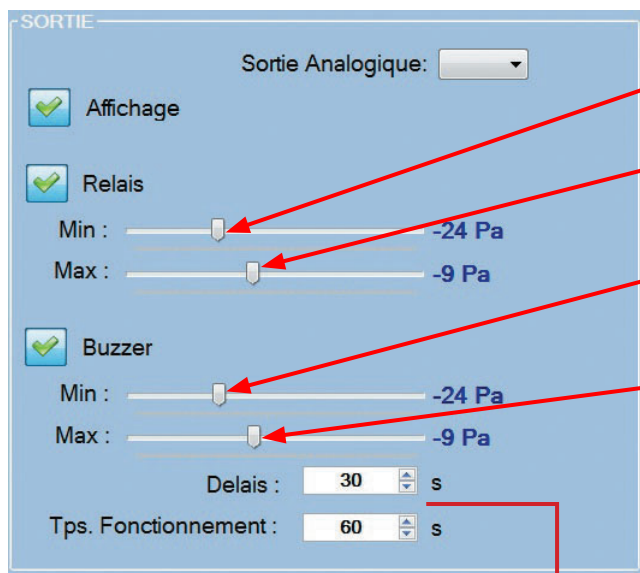 SORTIE
Sortie Analogique:
Affichage
Relais
Min : -24 Pa
Max : -9 Pa
Buzzer
Min : -24 Pa
Max : -9 Pa
Delais : 30 s
Tps. Fonctionnement : 60 s